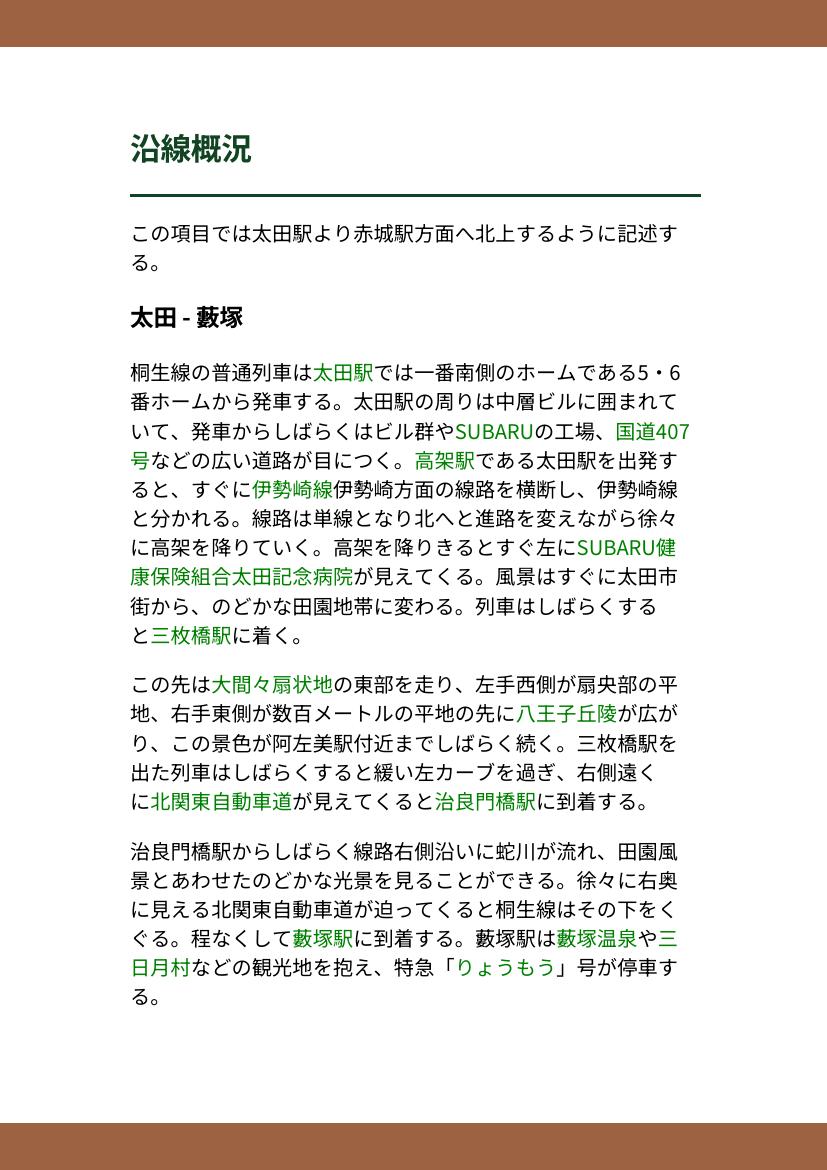 沿線概況
この項目では太田駅より赤城駅方面へ北上するように記述す
る。
太田 - 藪塚
桐生線の普通列車は太田駅では一番南側のホームである5・6
番ホームから発車する。太田駅の周りは中層ビルに囲まれて
いて、発車からしばらくはビル群やSUBARUの工場、国道407
号などの広い道路が目につく。高架駅である太田駅を出発す
ると、すぐに伊勢崎線伊勢崎方面の線路を横断し、伊勢崎線
と分かれる。線路は単線となり北へと進路を変えながら徐々
に高架を降りていく。高架を降りきるとすぐ左にSUBARU健
康保険組合太田記念病院が見えてくる。風景はすぐに太田市
街から、のどかな田園地帯に変わる。列車はしばらくする
と三枚橋駅に着く。
この先は大間々扇状地の東部を走り、左手西側が扇央部の平
地、右手東側が数百メートルの平地の先に八王子丘陵が広が
り、この景色が阿左美駅付近までしばらく続く。三枚橋駅を
出た列車はしばらくすると緩い左カーブを過ぎ、右側遠く
に北関東自動車道が見えてくると治良門橋駅に到着する。
治良門橋駅からしばらく線路右側沿いに蛇川が流れ、田園風
景とあわせたのどかな光景を見ることができる。徐々に右奥
に見える北関東自動車道が迫ってくると桐生線はその下をく
ぐる。程なくして藪塚駅に到着する。藪塚駅は藪塚温泉や三
日月村などの観光地を抱え、特急「りょうもう」号が停車す
る。